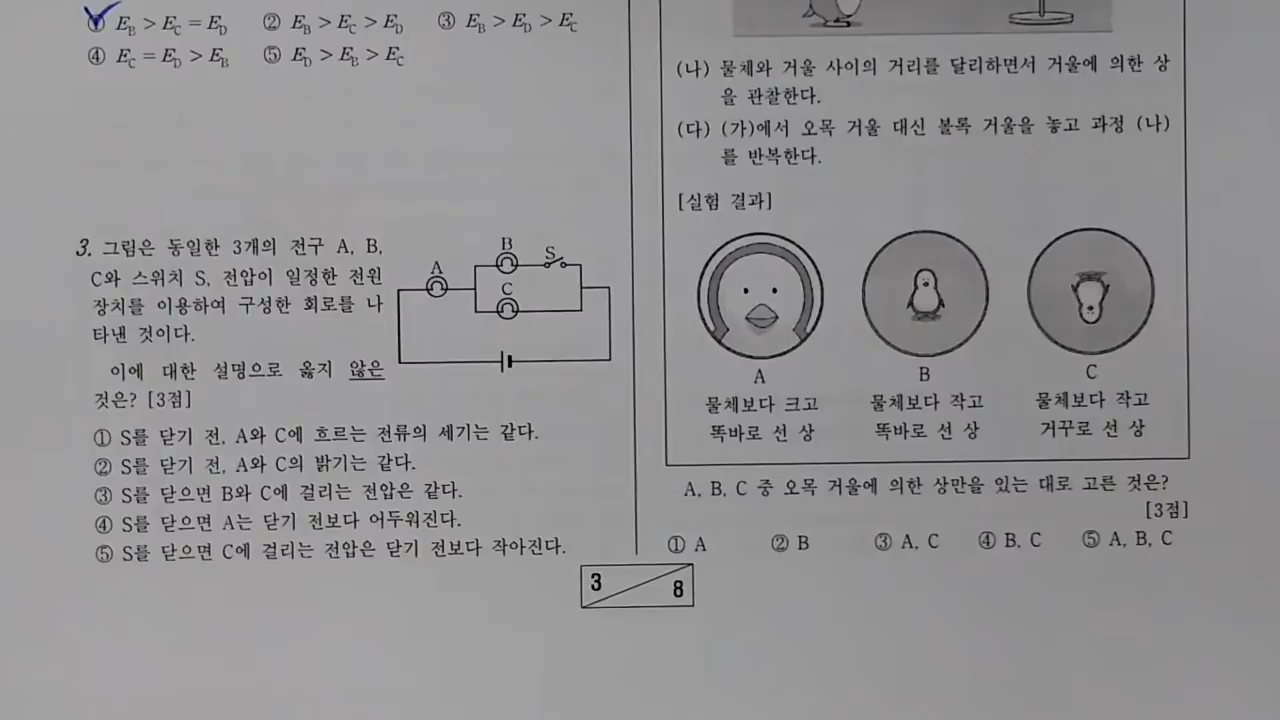 ① E_B > E_C = E_D ② E_B > E_C > E_D ③ E_B > E_D > E_C
④ E_C = E_D > E_B ⑤ E_D > E_B > E_C
3. 그림은 동일한 3개의 전구 A, B,
C와 스위치 S, 전압이 일정한 전원
장치를 이용하여 구성한 회로를 나
타낸 것이다.
이에 대한 설명으로 옳지 않은
것은? [3점]
A
B
S
C
① S를 닫기 전, A와 C에 흐르는 전류의 세기는 같다.
② S를 닫기 전, A와 C의 밝기는 같다.
③ S를 닫으면 B와 C에 걸리는 전압은 같다.
④ S를 닫으면 A는 닫기 전보다 어두워진다.
⑤ S를 닫으면 C에 걸리는 전압은 닫기 전보다 작아진다.
(나) 물체와 거울 사이의 거리를 달리하면서 거울에 의한 상
을 관찰한다.
(다) (가)에서 오목 거울 대신 볼록 거울을 놓고 과정 (나)
를 반복한다.
[실험 결과]
A B C
물체보다 크고 물체보다 작고 물체보다 작고
똑바로 선 상 똑바로 선 상 거꾸로 선 상
A, B, C 중 오목 거울에 의한 상만을 있는 대로 고른 것은?
[3점]
① A ② B ③ A, C ④ B, C ⑤ A, B, C
3 8